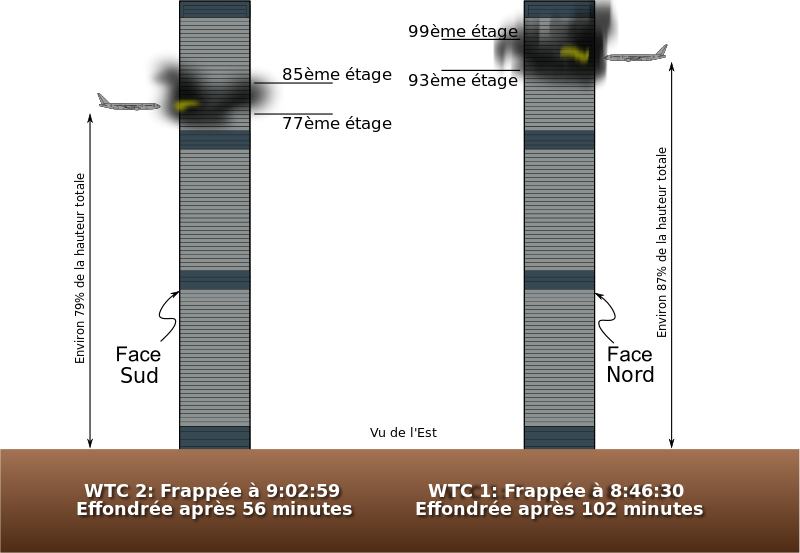 99ème étage
85ème étage
93ème étage
77ème étage
Environ 79% de la hauteur totale
Environ 87% de la hauteur totale
Face
Sud
Face
Nord
Vu de l'Est
WTC 2: Frappée à 9:02:59
Effondrée après 56 minutes
WTC 1: Frappée à 8:46:30
Effondrée après 102 minutes